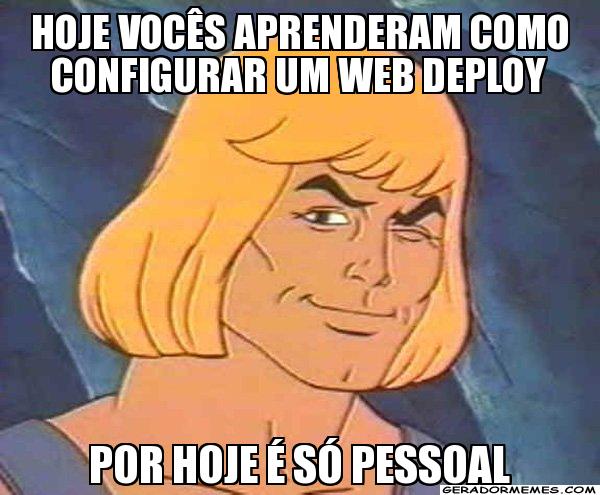 HOJE VOCÊS APRENDERAM COMO
CONFIGURAR UM WEB DEPLOY
POR HOJE É SÓ PESSOAL
GERADORMEMES.COM